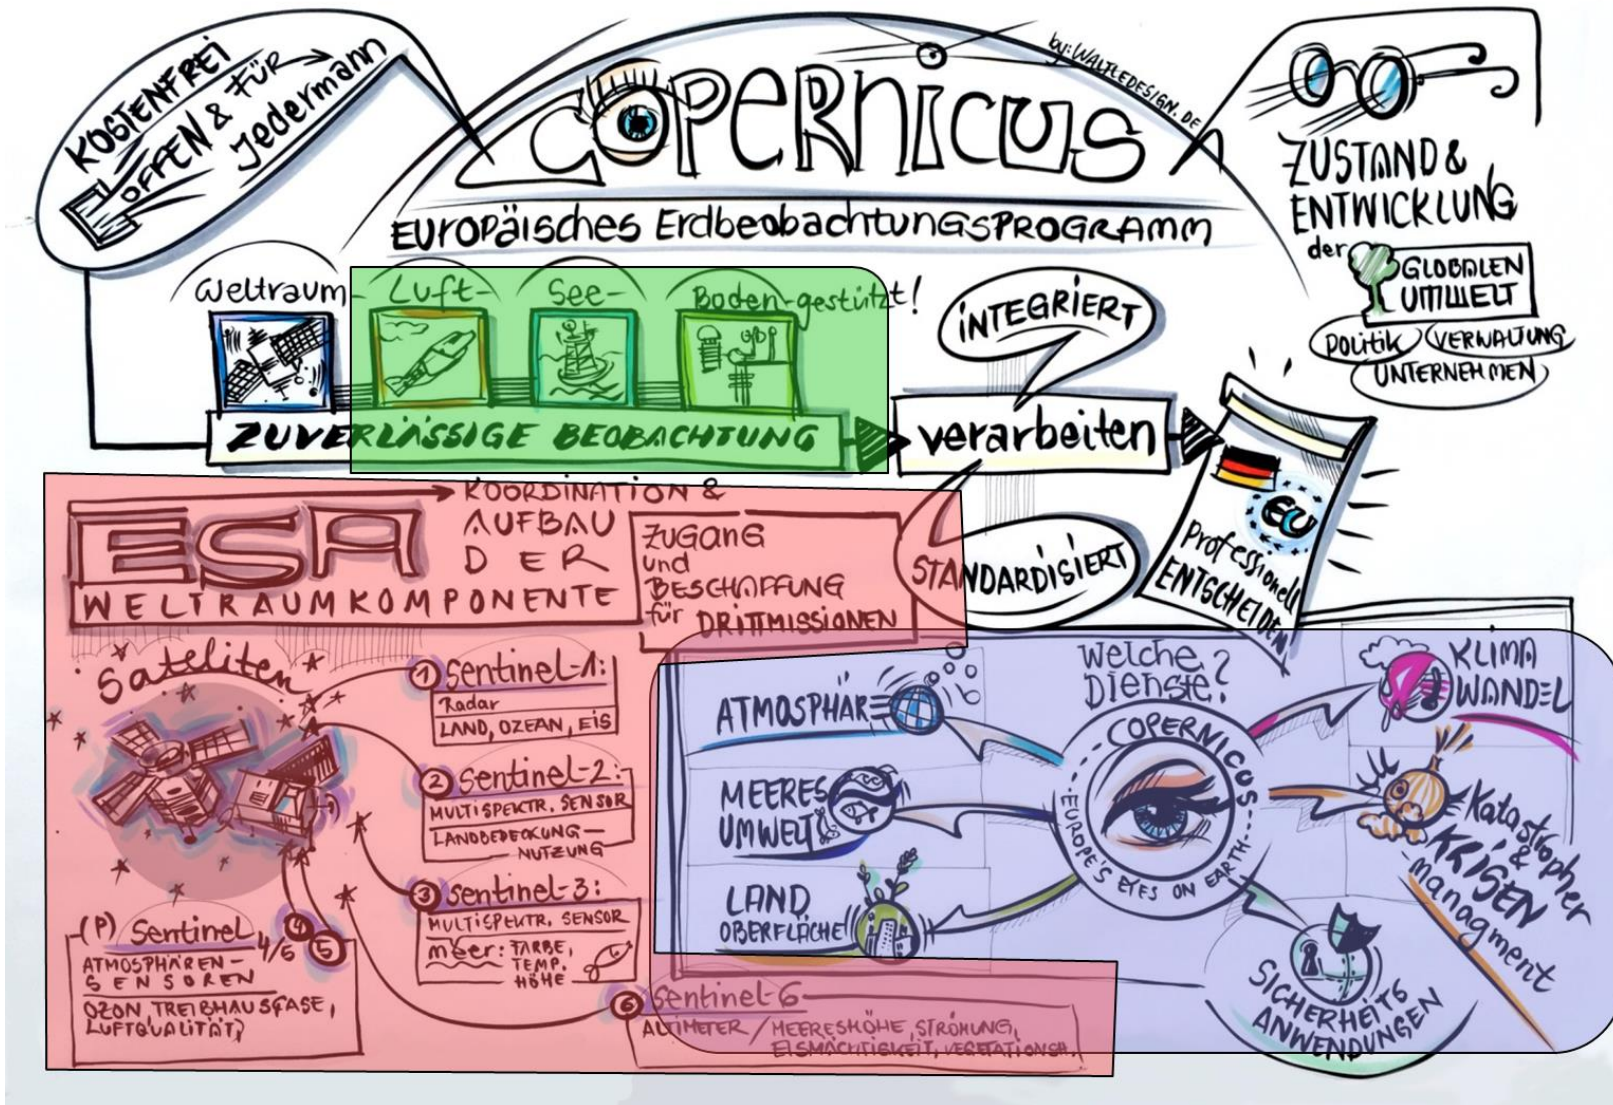 KOSTENFREI
OFFEN & FÜR
Jedermann
COPERNICUS
by: WALTLEDESIGN.DE
EUROPäisches Erdbeobachtungsprogramm
ZUSTAND &
ENTWICKLUNG
der GLOBALEN
UMWELT
Politik VERWALTUNG
UNTERNEHMEN
Weltraum- Luft- See- Boden-gestützt!
ZUVERLÄSSIGE BEOBACHTUNG
iNTEGRiERT
verarbeiten
STANDARDiSiERT
EU
Professionell
ENTSCHEIDEN
ESA
KOORDINATION &
AUFBAU
DER
WELTRAUMKOMPONENTE
ZUGANG
und
BESCHAFFUNG
für DRITTMISSIONEN
Sateliten
1 Sentinel-1:
Radar
LAND, OZEAN, EIS
2 Sentinel-2:
MULTISPEKTR. SENSOR
LANDBEDECKUNG-
NUTZUNG
3 Sentinel-3:
MULTISPEKTR. SENSOR
meer: FARBE,
TEMP.
HÖHE
4
5
(P) Sentinel 4/6
ATMOSPHÄREN-
SENSOREN
OZON, TREIBHAUSGASE,
LUFTQUALITÄT
6 Sentinel-6
ALTIMETER / MEERESHÖHE, STRÖMUNG,
EISMÄCHTIGKEIT, VEGETATIONSH.
Welche
Dienste?
ATMOSPHÄRE
MEERES
UMWELT
LAND
OBERFLÄCHE
COPERNICUS
EUROPE'S EYES ON EARTH
KLIMA
WANDEL
Katastrophen
&
KRISEN
managment
SICHERHEITS
ANWENDUNGEN